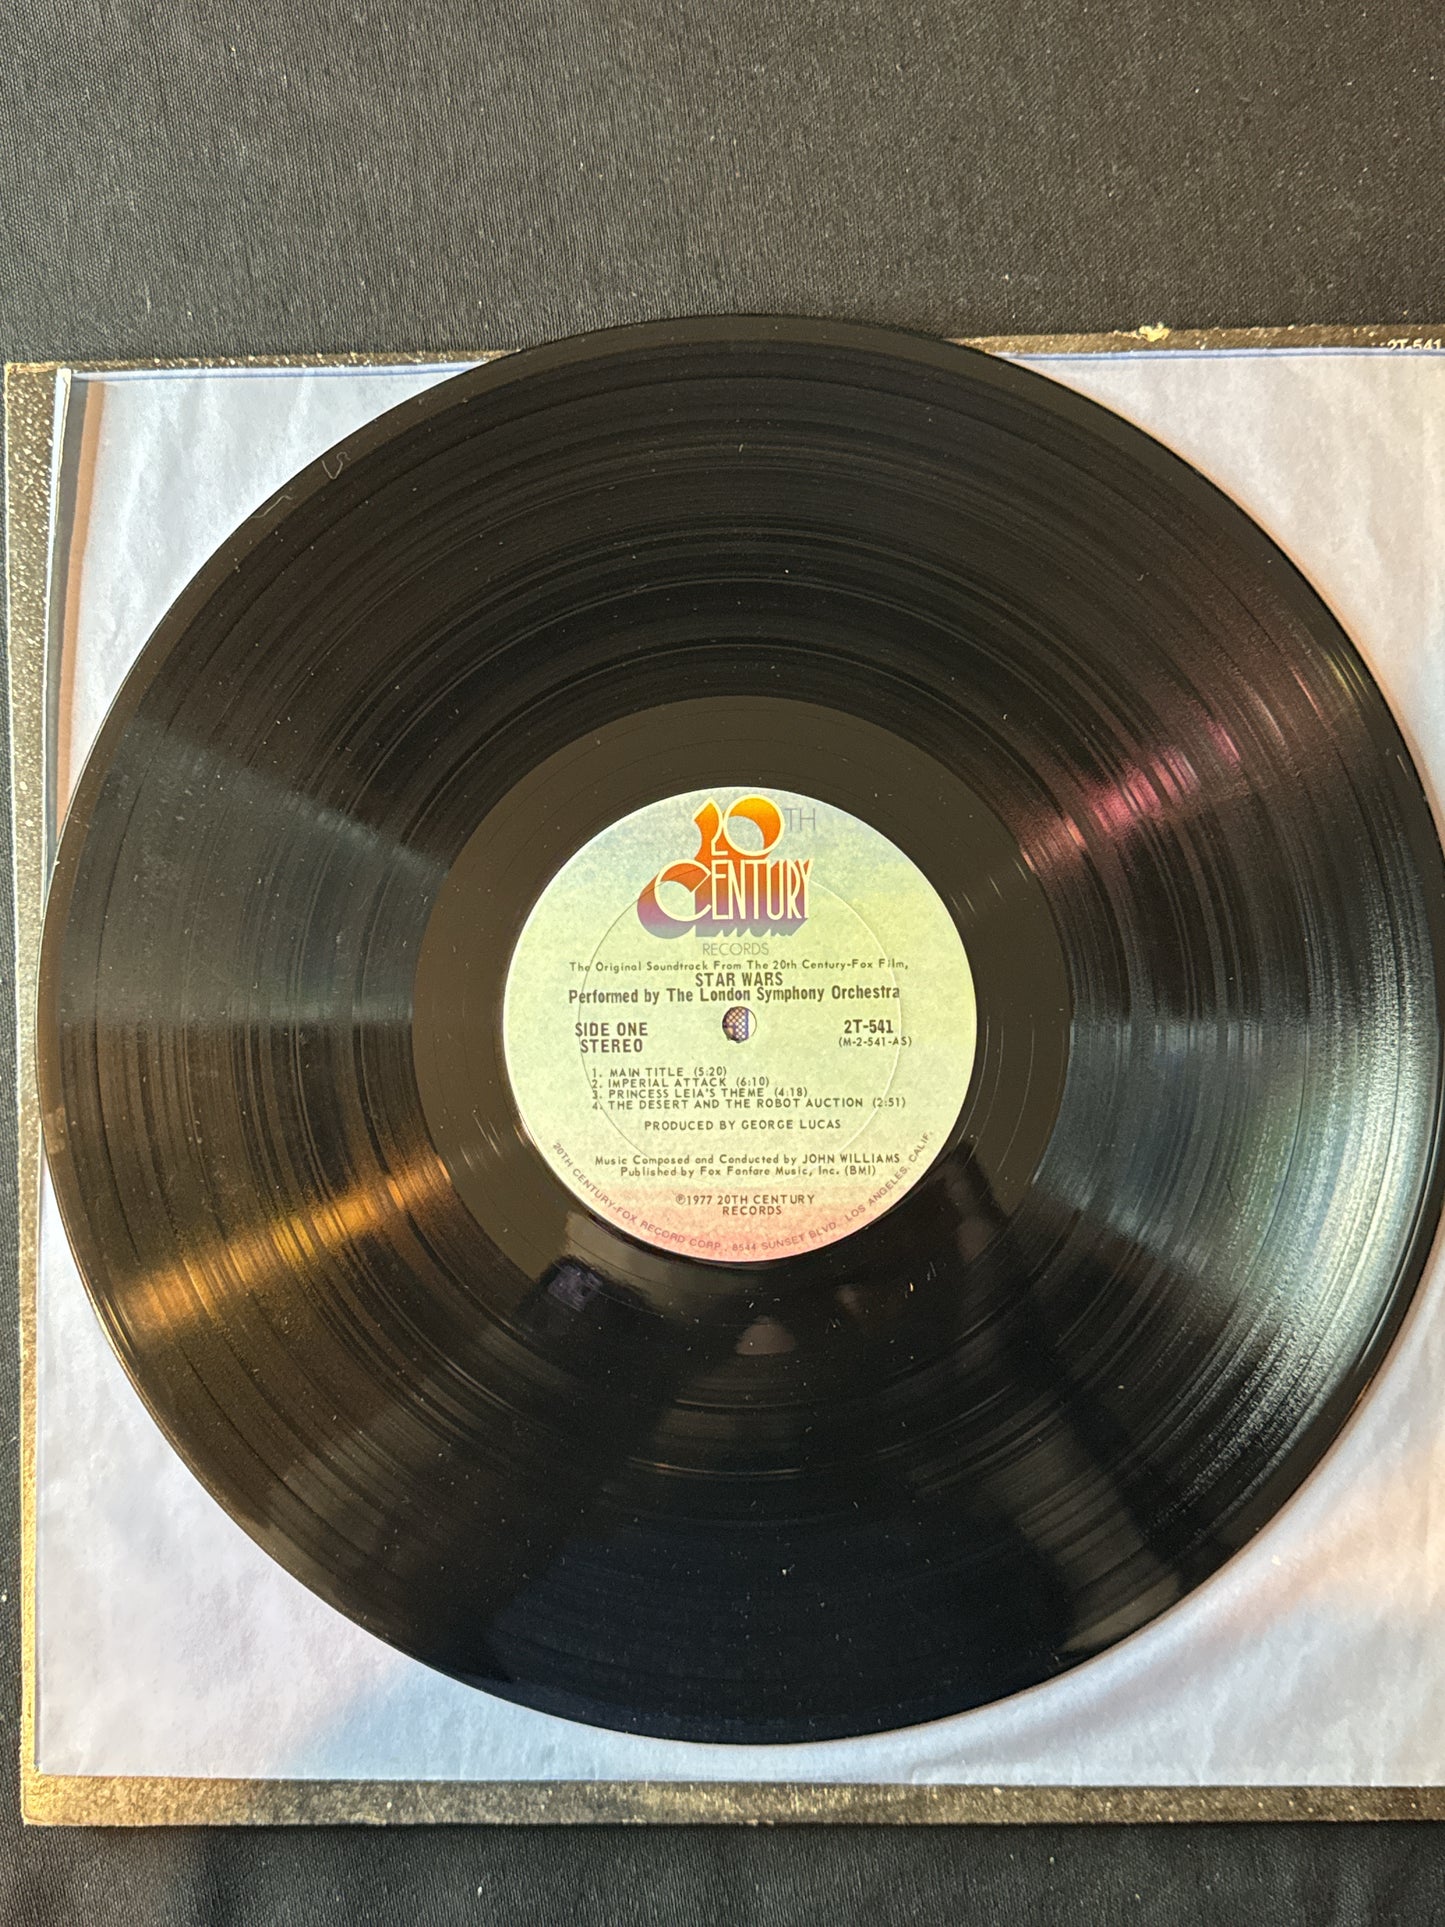 2T-541
20TH
CENTURY
RECORDS
The Original Soundtrack From The 20th Century-Fox Film,
STAR WARS
Performed by The London Symphony Orchestra
SIDE ONE
STEREO
2T-541
(M-2-541-AS)
1. MAIN TITLE (5:20)
2. IMPERIAL ATTACK (6:10)
3. PRINCESS LEIA'S THEME (4:18)
4. THE DESERT AND THE ROBOT AUCTION (2:51)
PRODUCED BY GEORGE LUCAS
Music Composed and Conducted by JOHN WILLIAMS
Published by Fox Fanfare Music, Inc. (BMI)
℗1977 20TH CENTURY
RECORDS
20TH CENTURY-FOX RECORD CORP., 8544 SUNSET BLVD., LOS ANGELES, CALIF.